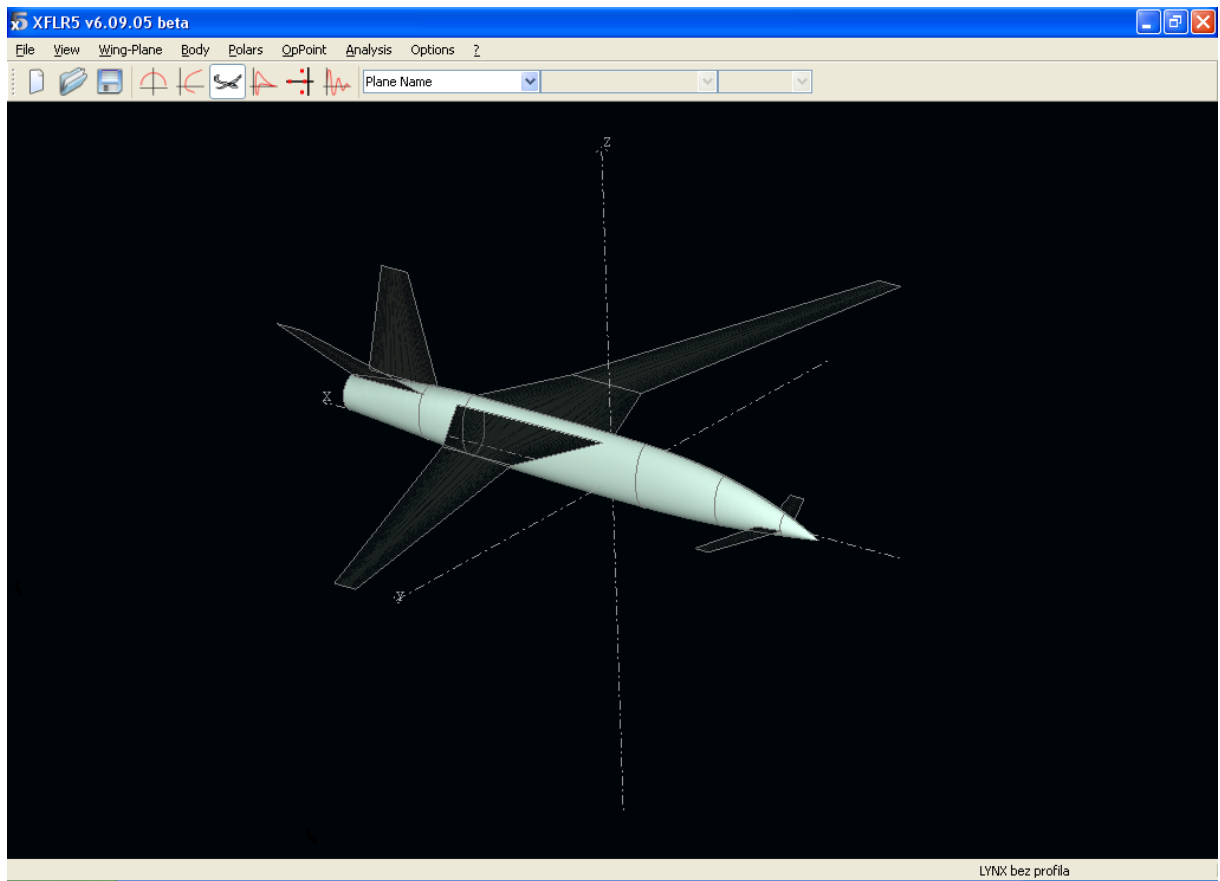 XFLR5 v6.09.05 beta
File View Wing-Plane Body Polars OpPoint Analysis Options ?
Plane Name
Z
X
Y
LYNX bez profila